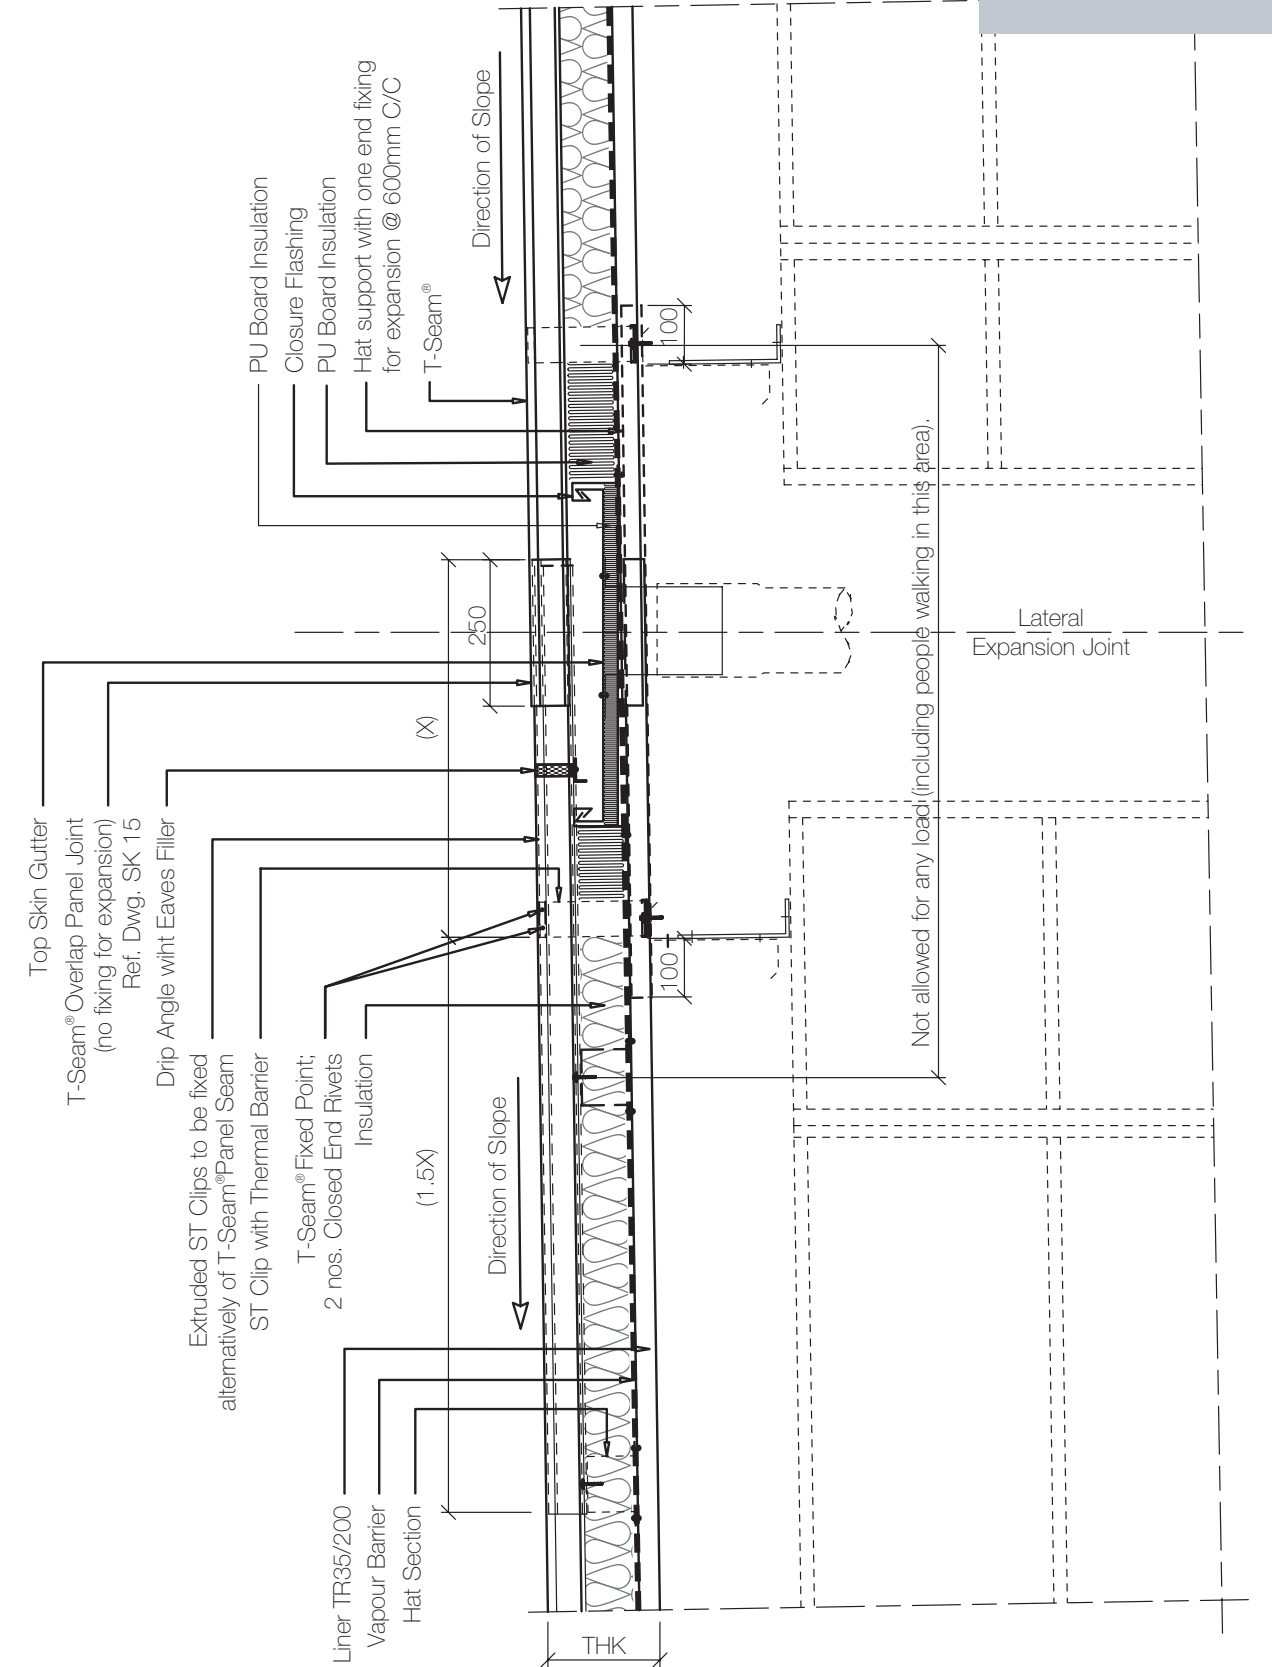 PU Board Insulation
Closure Flashing
PU Board Insulation
Hat support with one end fixing
for expansion @ 600mm C/C
T-Seam®
Direction of Slope
100
250
(X)
Lateral
Expansion Joint
Not allowed for any load (including people walking in this area).
Top Skin Gutter
T-Seam® Overlap Panel Joint
(no fixing for expansion)
Ref. Dwg. SK 15
Drip Angle wiht Eaves Filler
Extruded ST Clips to be fixed
alternatively of T-Seam® Panel Seam
ST Clip with Thermal Barrier
T-Seam® Fixed Point;
2 nos. Closed End Rivets
Insulation
100
(1.5X)
Direction of Slope
Liner TR35/200
Vapour Barrier
Hat Section
THK